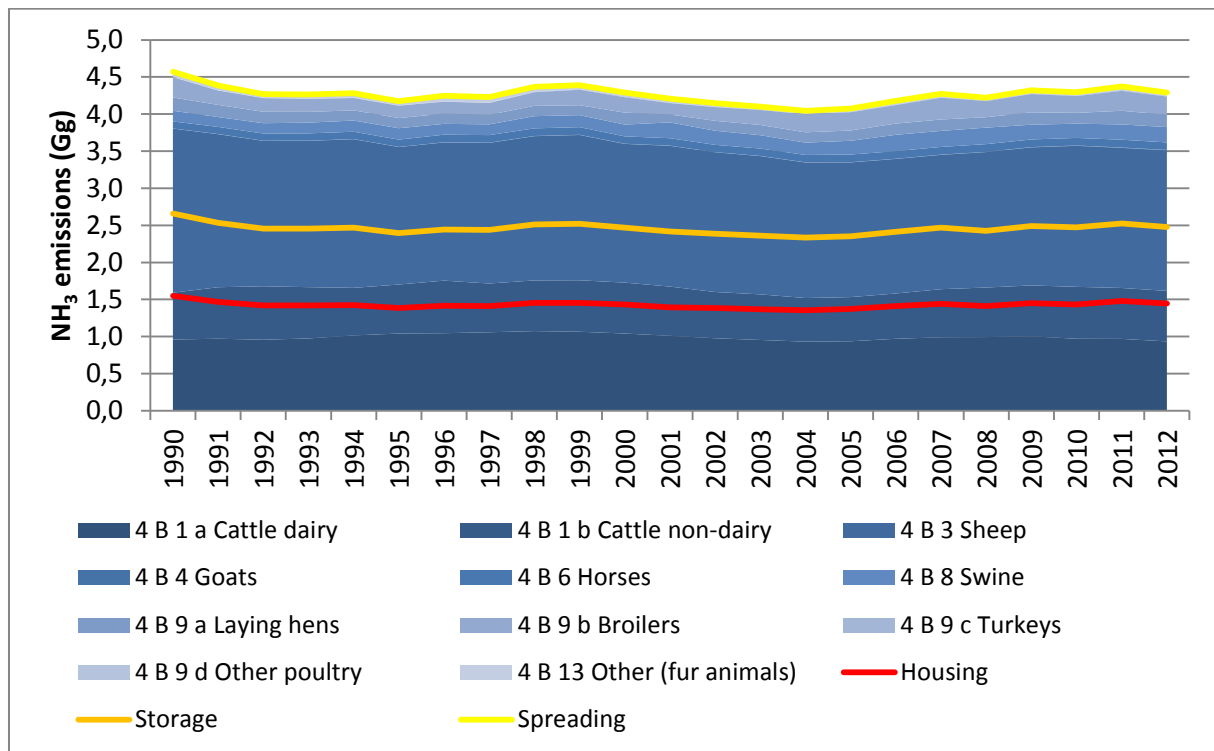 NH₃ emissions (Gg)
5,0
4,5
4,0
3,5
3,0
2,5
2,0
1,5
1,0
0,5
0,0
1990
1991
1992
1993
1994
1995
1996
1997
1998
1999
2000
2001
2002
2003
2004
2005
2006
2007
2008
2009
2010
2011
2012
4 B 1 a Cattle dairy
4 B 1 b Cattle non-dairy
4 B 3 Sheep
4 B 4 Goats
4 B 6 Horses
4 B 8 Swine
4 B 9 a Laying hens
4 B 9 b Broilers
4 B 9 c Turkeys
4 B 9 d Other poultry
4 B 13 Other (fur animals)
Housing
Storage
Spreading